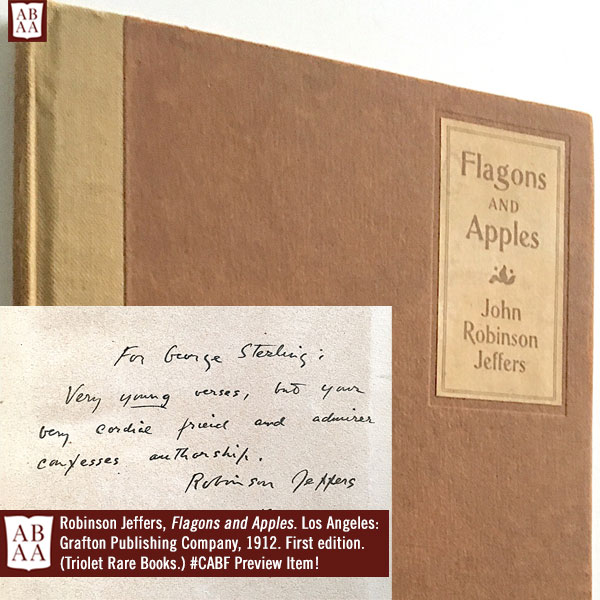 AB
AA
Flagons
AND
Apples
John
Robinson
Jeffers
For George Sterling:
Very young verses, but your
very cordial friend and admirer
confesses authorship.
Robinson Jeffers
AB
AA
Robinson Jeffers, Flagons and Apples. Los Angeles:
Grafton Publishing Company, 1912. First edition.
(Triolet Rare Books.) #CABF Preview Item!